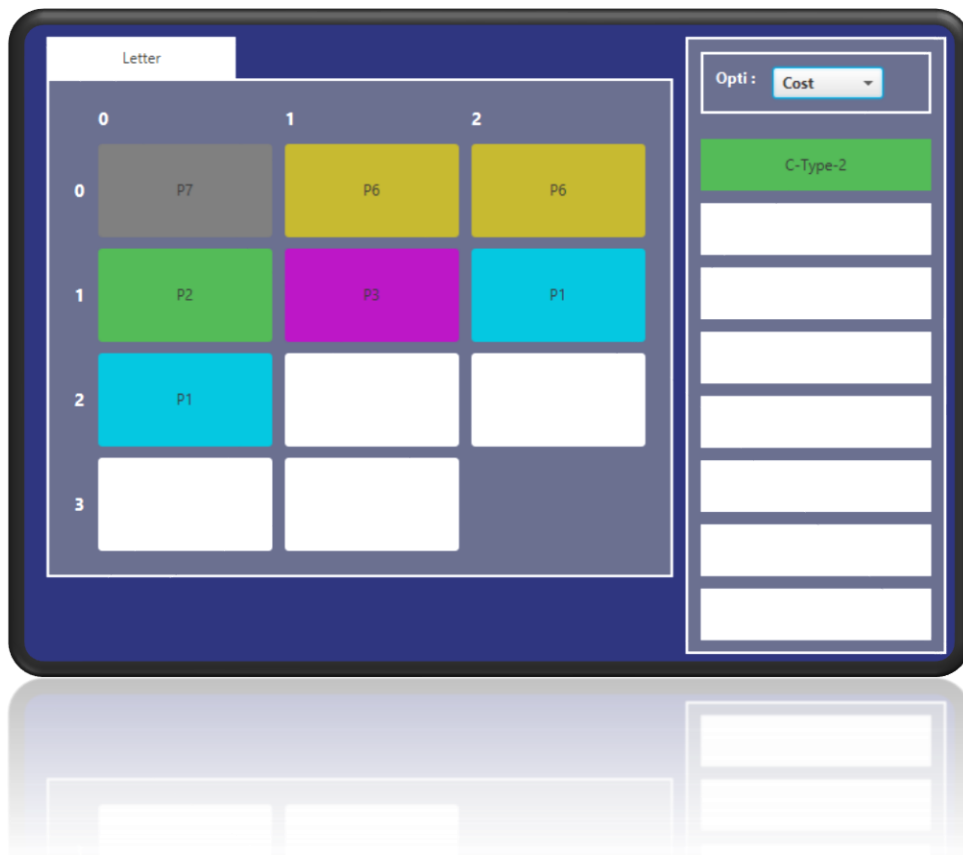 Letter
Opti : Cost
0 1 2
0 P7 P6 P6
C-Type-2
1 P2 P3 P1
2 P1
3